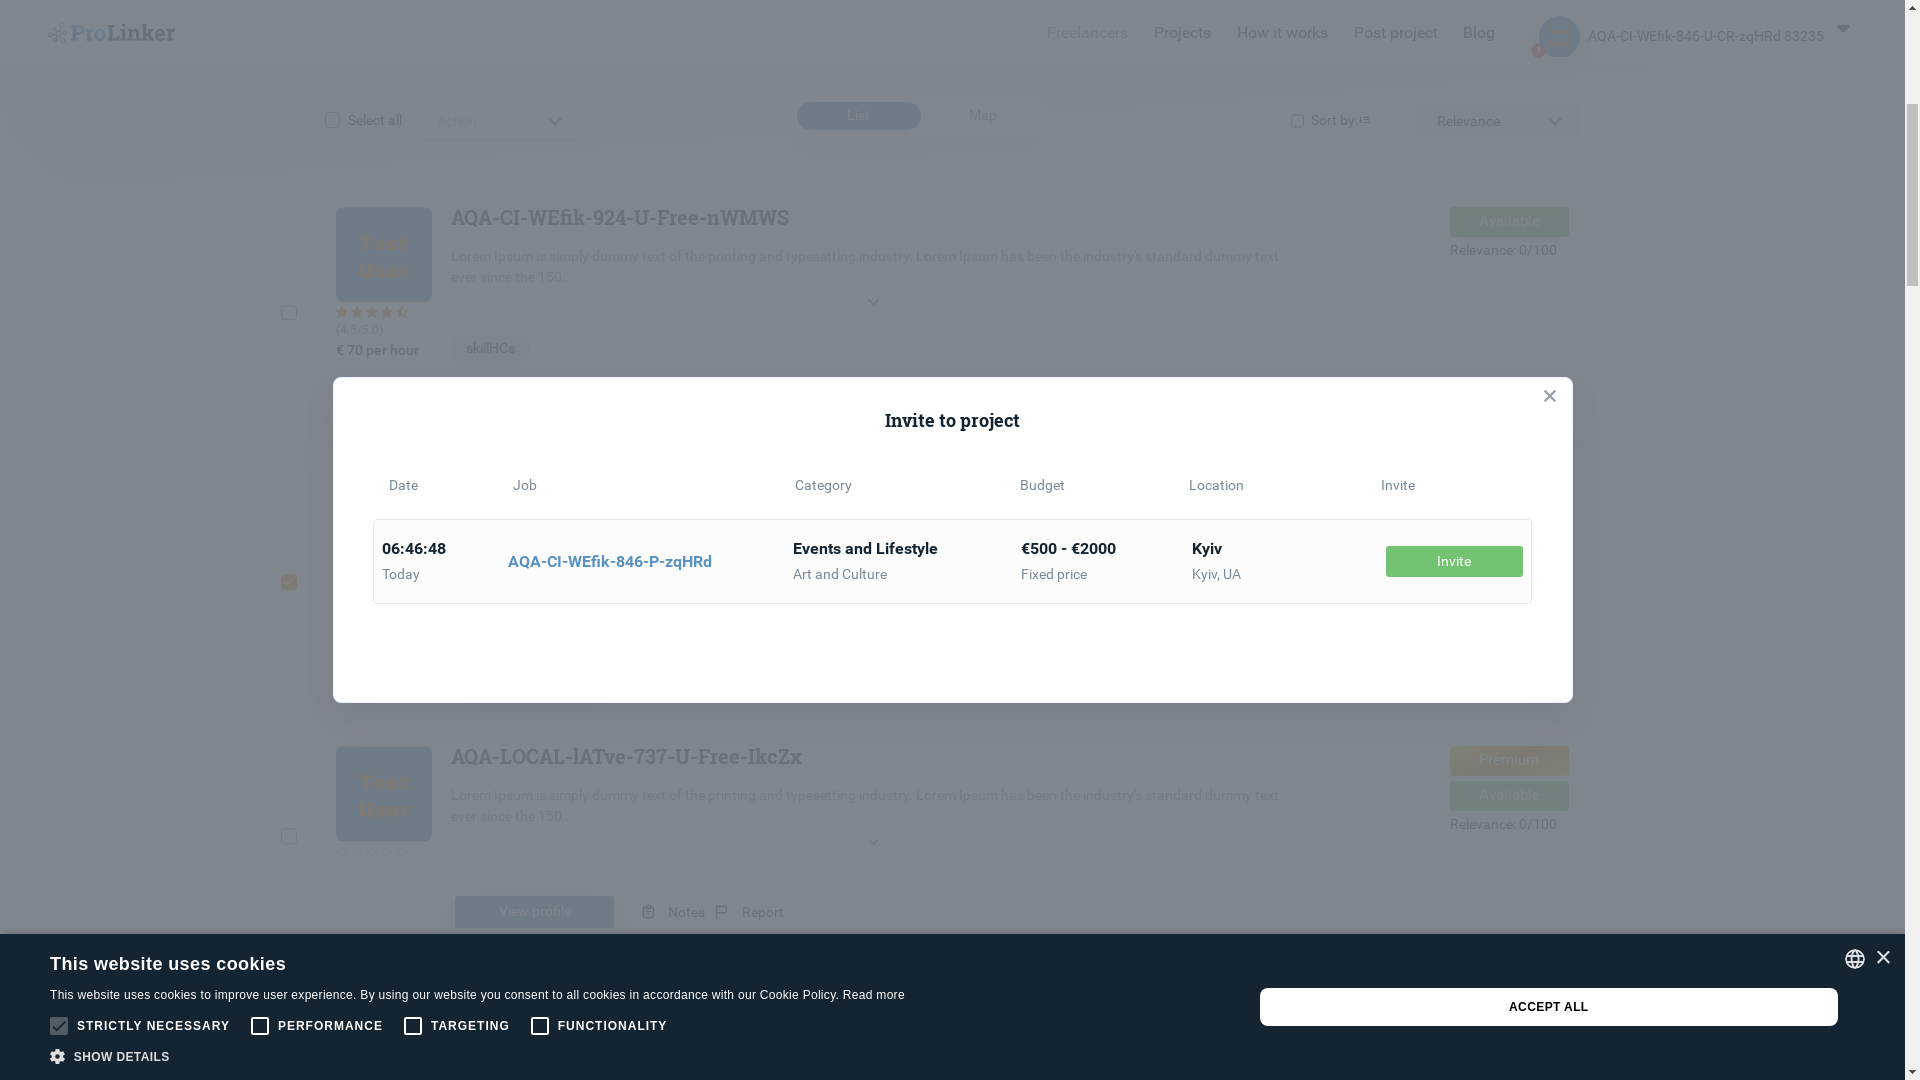 ProLinker
Freelancers Projects How it works Post project Blog
1
AQA-CI-WEfik-846-U-CR-zqHRd 83235
Select all
Action
List
Map
Sort by:
Relevance
AQA-CI-WEfik-924-U-Free-nWMWS
Available
Test
User
Lorem Ipsum is simply dummy text of the printing and typesetting industry. Lorem Ipsum has been the industry's standard dummy text
ever since the 150...
Relevance: 0/100
(4.5/5.0)
€ 70 per hour
skillHCs
Invite to project
Date Job Category Budget Location Invite
06:46:48
Today
AQA-CI-WEfik-846-P-zqHRd
Events and Lifestyle
Art and Culture
€500 - €2000
Fixed price
Kyiv
Kyiv, UA
Invite
AQA-LOCAL-lATve-737-U-Free-IkcZx
Premium
Test
User
Lorem Ipsum is simply dummy text of the printing and typesetting industry. Lorem Ipsum has been the industry's standard dummy text
ever since the 150...
Available
Relevance: 0/100
View profile
Notes
Report
This website uses cookies
This website uses cookies to improve user experience. By using our website you consent to all cookies in accordance with our Cookie Policy. Read more
STRICTLY NECESSARY PERFORMANCE TARGETING FUNCTIONALITY
SHOW DETAILS
ACCEPT ALL